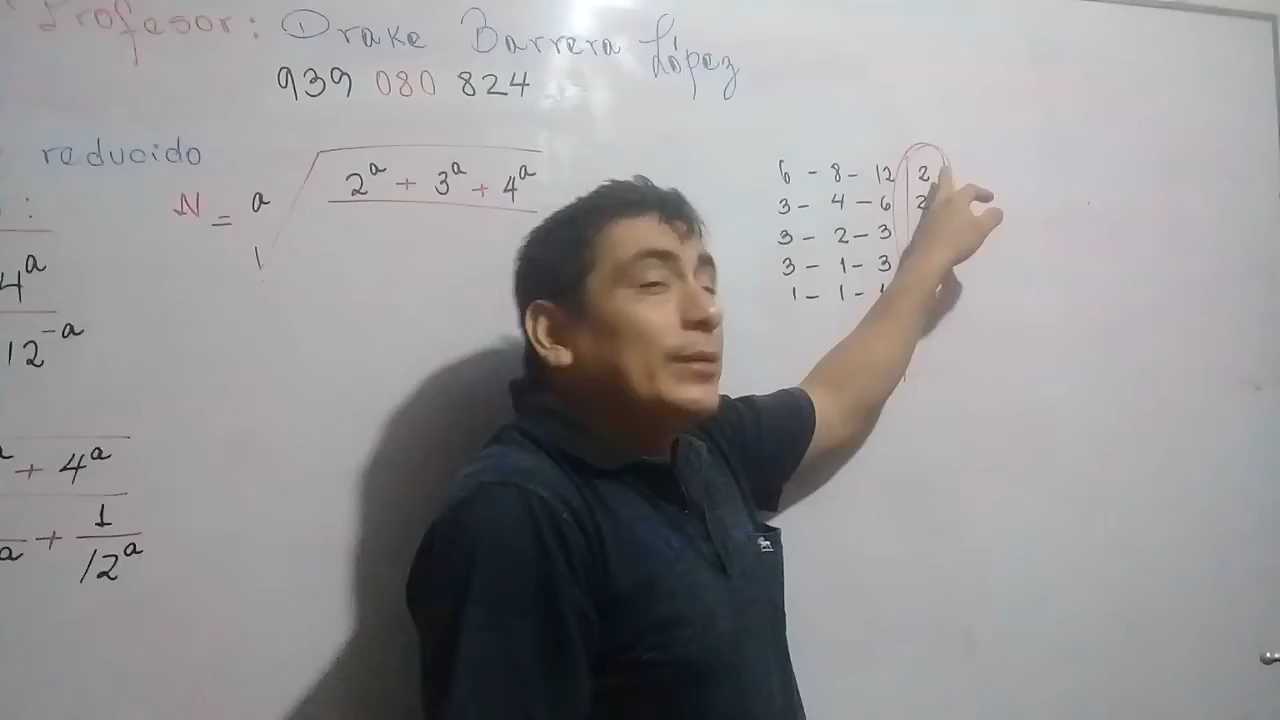 Profesor: Drake Barrera López
939 080 824
reducido
:
4^a
12^-a
+ 4^a
a + 1/12^a
N = a√ 2^a + 3^a + 4^a
6 - 8 - 12 | 2
3 - 4 - 6 | 2
3 - 2 - 3
3 - 1 - 3
1 - 1 -